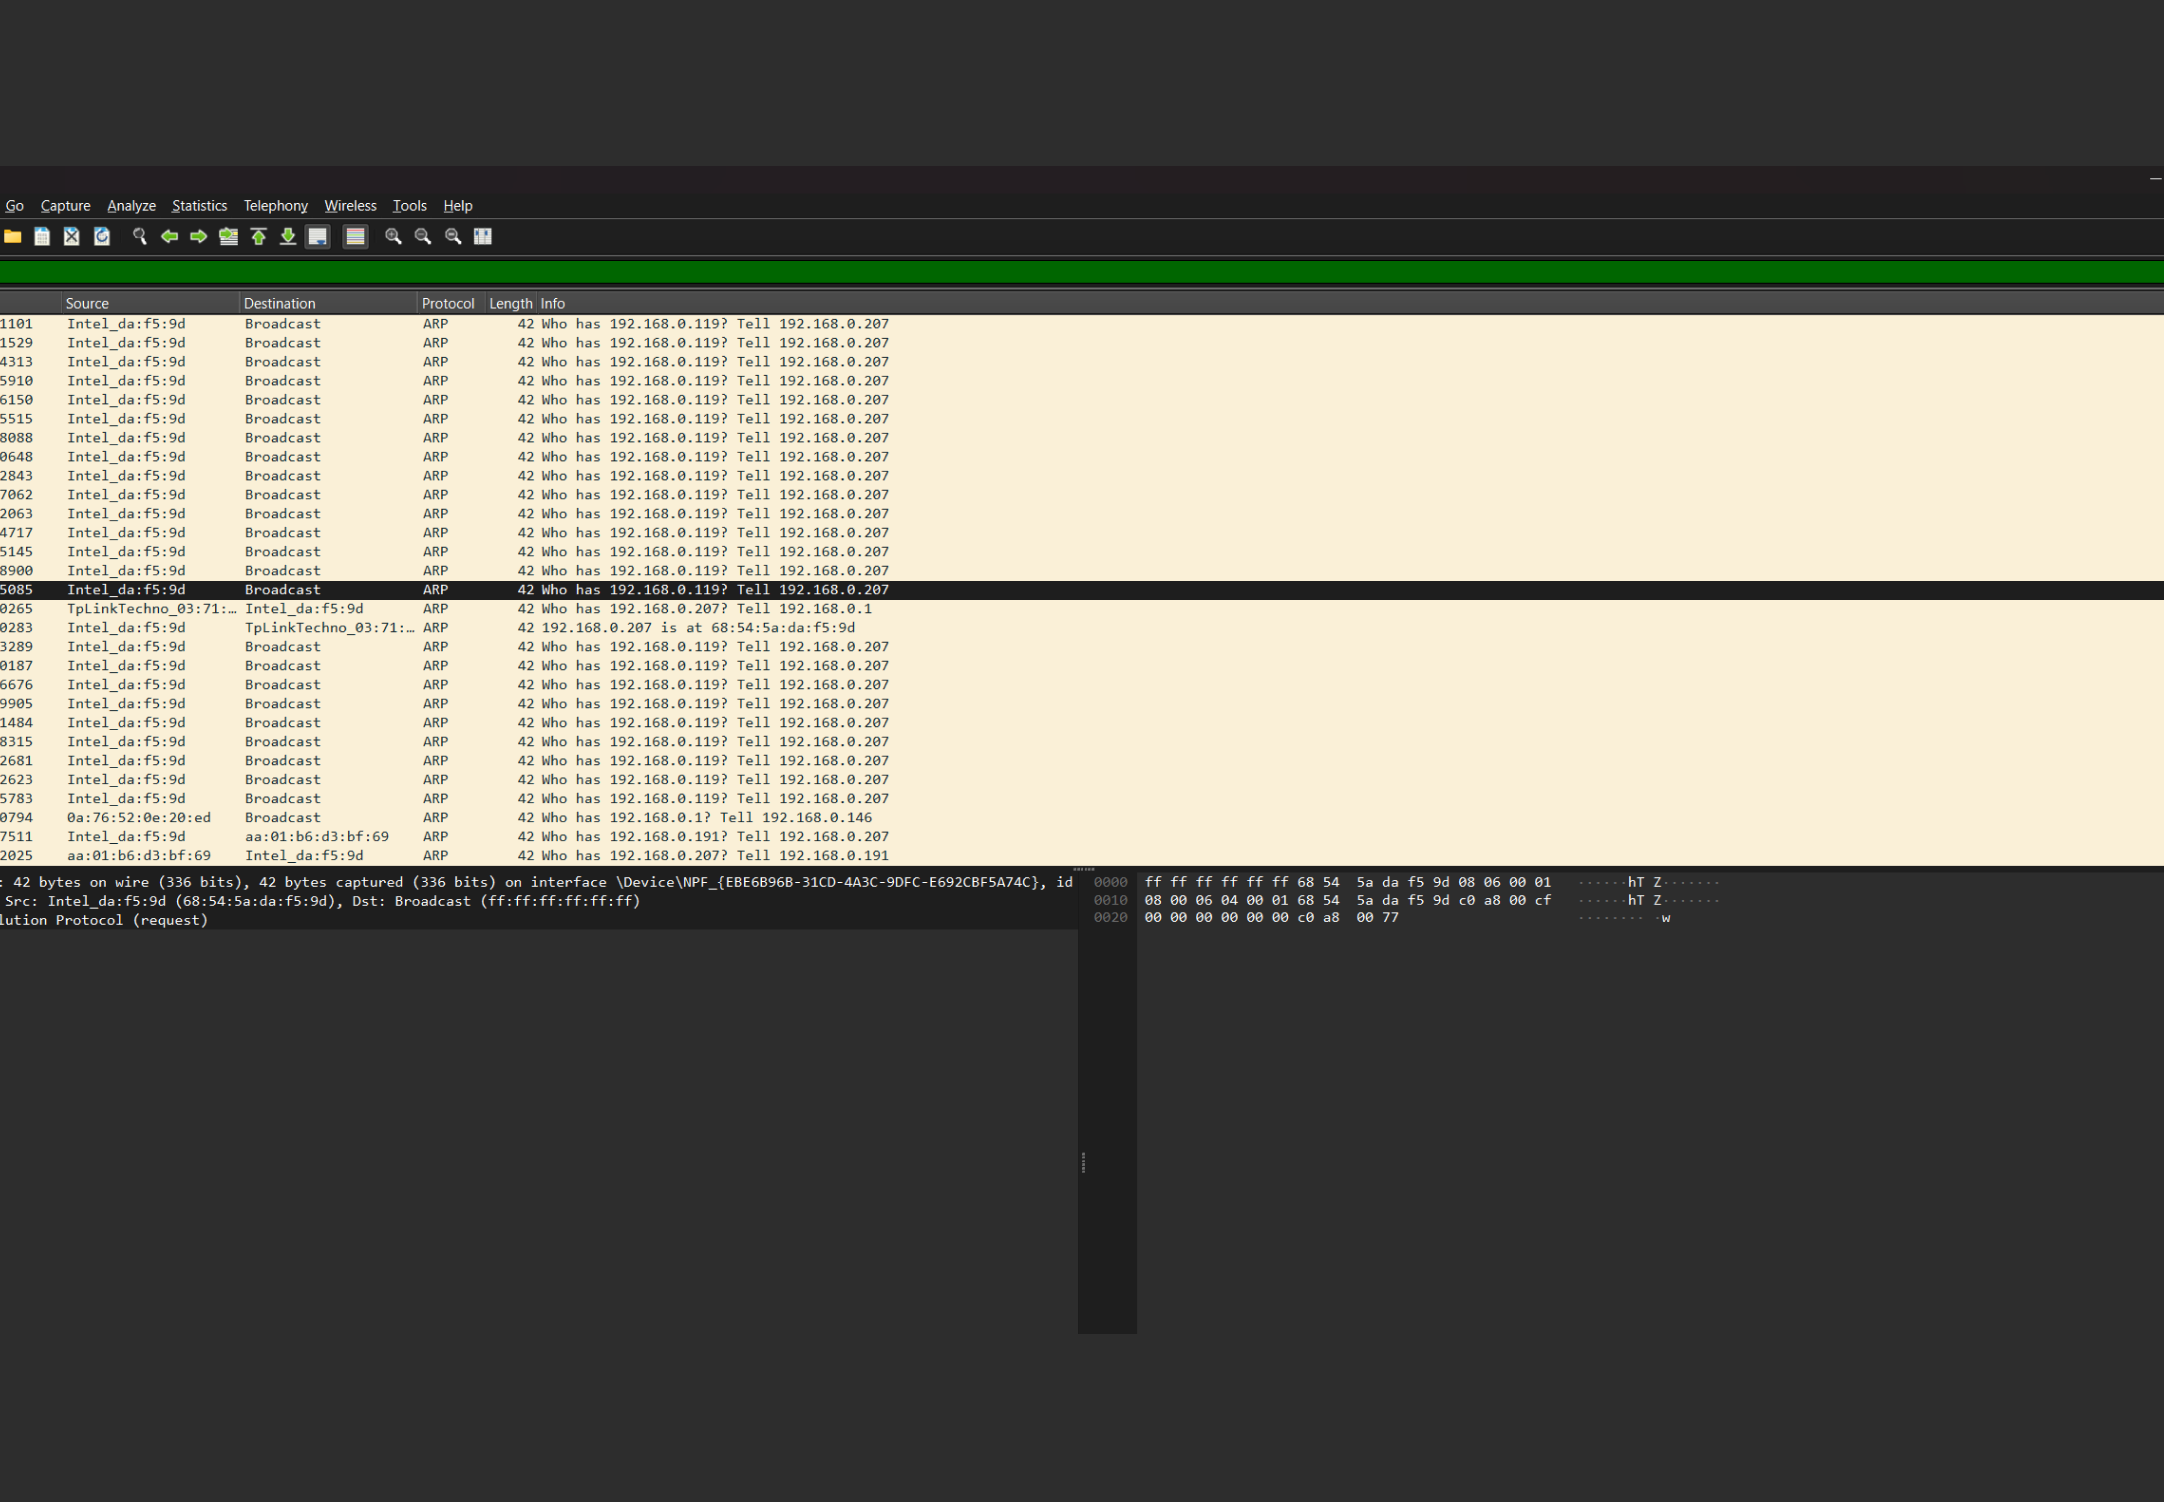 Go Capture Analyze Statistics Telephony Wireless Tools Help
Source Destination Protocol Length Info
1101 Intel_da:f5:9d Broadcast ARP 42 Who has 192.168.0.119? Tell 192.168.0.207
1529 Intel_da:f5:9d Broadcast ARP 42 Who has 192.168.0.119? Tell 192.168.0.207
4313 Intel_da:f5:9d Broadcast ARP 42 Who has 192.168.0.119? Tell 192.168.0.207
5910 Intel_da:f5:9d Broadcast ARP 42 Who has 192.168.0.119? Tell 192.168.0.207
6150 Intel_da:f5:9d Broadcast ARP 42 Who has 192.168.0.119? Tell 192.168.0.207
5515 Intel_da:f5:9d Broadcast ARP 42 Who has 192.168.0.119? Tell 192.168.0.207
8088 Intel_da:f5:9d Broadcast ARP 42 Who has 192.168.0.119? Tell 192.168.0.207
0648 Intel_da:f5:9d Broadcast ARP 42 Who has 192.168.0.119? Tell 192.168.0.207
2843 Intel_da:f5:9d Broadcast ARP 42 Who has 192.168.0.119? Tell 192.168.0.207
7062 Intel_da:f5:9d Broadcast ARP 42 Who has 192.168.0.119? Tell 192.168.0.207
2063 Intel_da:f5:9d Broadcast ARP 42 Who has 192.168.0.119? Tell 192.168.0.207
4717 Intel_da:f5:9d Broadcast ARP 42 Who has 192.168.0.119? Tell 192.168.0.207
5145 Intel_da:f5:9d Broadcast ARP 42 Who has 192.168.0.119? Tell 192.168.0.207
8900 Intel_da:f5:9d Broadcast ARP 42 Who has 192.168.0.119? Tell 192.168.0.207
5085 Intel_da:f5:9d Broadcast ARP 42 Who has 192.168.0.119? Tell 192.168.0.207
0265 TpLinkTechno_03:71:… Intel_da:f5:9d ARP 42 Who has 192.168.0.207? Tell 192.168.0.1
0283 Intel_da:f5:9d TpLinkTechno_03:71:… ARP 42 192.168.0.207 is at 68:54:5a:da:f5:9d
3289 Intel_da:f5:9d Broadcast ARP 42 Who has 192.168.0.119? Tell 192.168.0.207
0187 Intel_da:f5:9d Broadcast ARP 42 Who has 192.168.0.119? Tell 192.168.0.207
6676 Intel_da:f5:9d Broadcast ARP 42 Who has 192.168.0.119? Tell 192.168.0.207
9905 Intel_da:f5:9d Broadcast ARP 42 Who has 192.168.0.119? Tell 192.168.0.207
1484 Intel_da:f5:9d Broadcast ARP 42 Who has 192.168.0.119? Tell 192.168.0.207
8315 Intel_da:f5:9d Broadcast ARP 42 Who has 192.168.0.119? Tell 192.168.0.207
2681 Intel_da:f5:9d Broadcast ARP 42 Who has 192.168.0.119? Tell 192.168.0.207
2623 Intel_da:f5:9d Broadcast ARP 42 Who has 192.168.0.119? Tell 192.168.0.207
5783 Intel_da:f5:9d Broadcast ARP 42 Who has 192.168.0.119? Tell 192.168.0.207
0794 0a:76:52:0e:20:ed Broadcast ARP 42 Who has 192.168.0.1? Tell 192.168.0.146
7511 Intel_da:f5:9d aa:01:b6:d3:bf:69 ARP 42 Who has 192.168.0.191? Tell 192.168.0.207
2025 aa:01:b6:d3:bf:69 Intel_da:f5:9d ARP 42 Who has 192.168.0.207? Tell 192.168.0.191
: 42 bytes on wire (336 bits), 42 bytes captured (336 bits) on interface \Device\NPF_{EBE6B96B-31CD-4A3C-9DFC-E692CBF5A74C}, id
Src: Intel_da:f5:9d (68:54:5a:da:f5:9d), Dst: Broadcast (ff:ff:ff:ff:ff:ff)
lution Protocol (request)
0000 ff ff ff ff ff ff 68 54 5a da f5 9d 08 06 00 01 ······hT Z·······
0010 08 00 06 04 00 01 68 54 5a da f5 9d c0 a8 00 cf ······hT Z·······
0020 00 00 00 00 00 00 c0 a8 00 77 ········ ·w